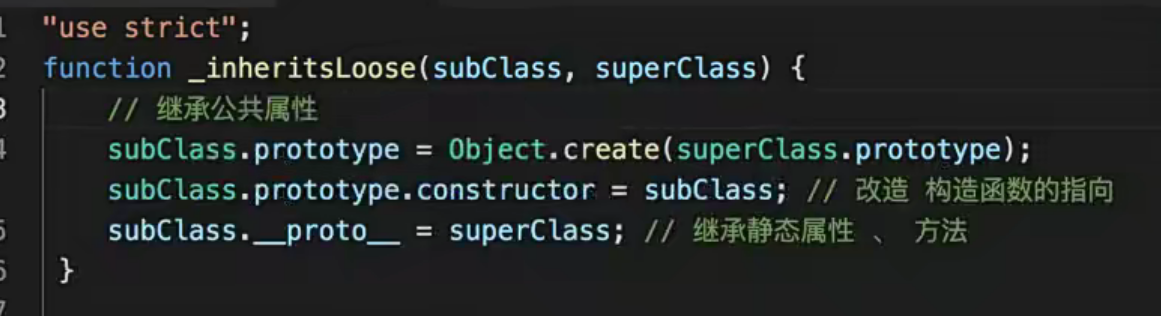 1 "use strict";
2 function _inheritsLoose(subClass, superClass) {
3 // 继承公共属性
4 subClass.prototype = Object.create(superClass.prototype);
subClass.prototype.constructor = subClass; // 改造 构造函数的指向
5 subClass.__proto__ = superClass; // 继承静态属性 、 方法
6 }
7